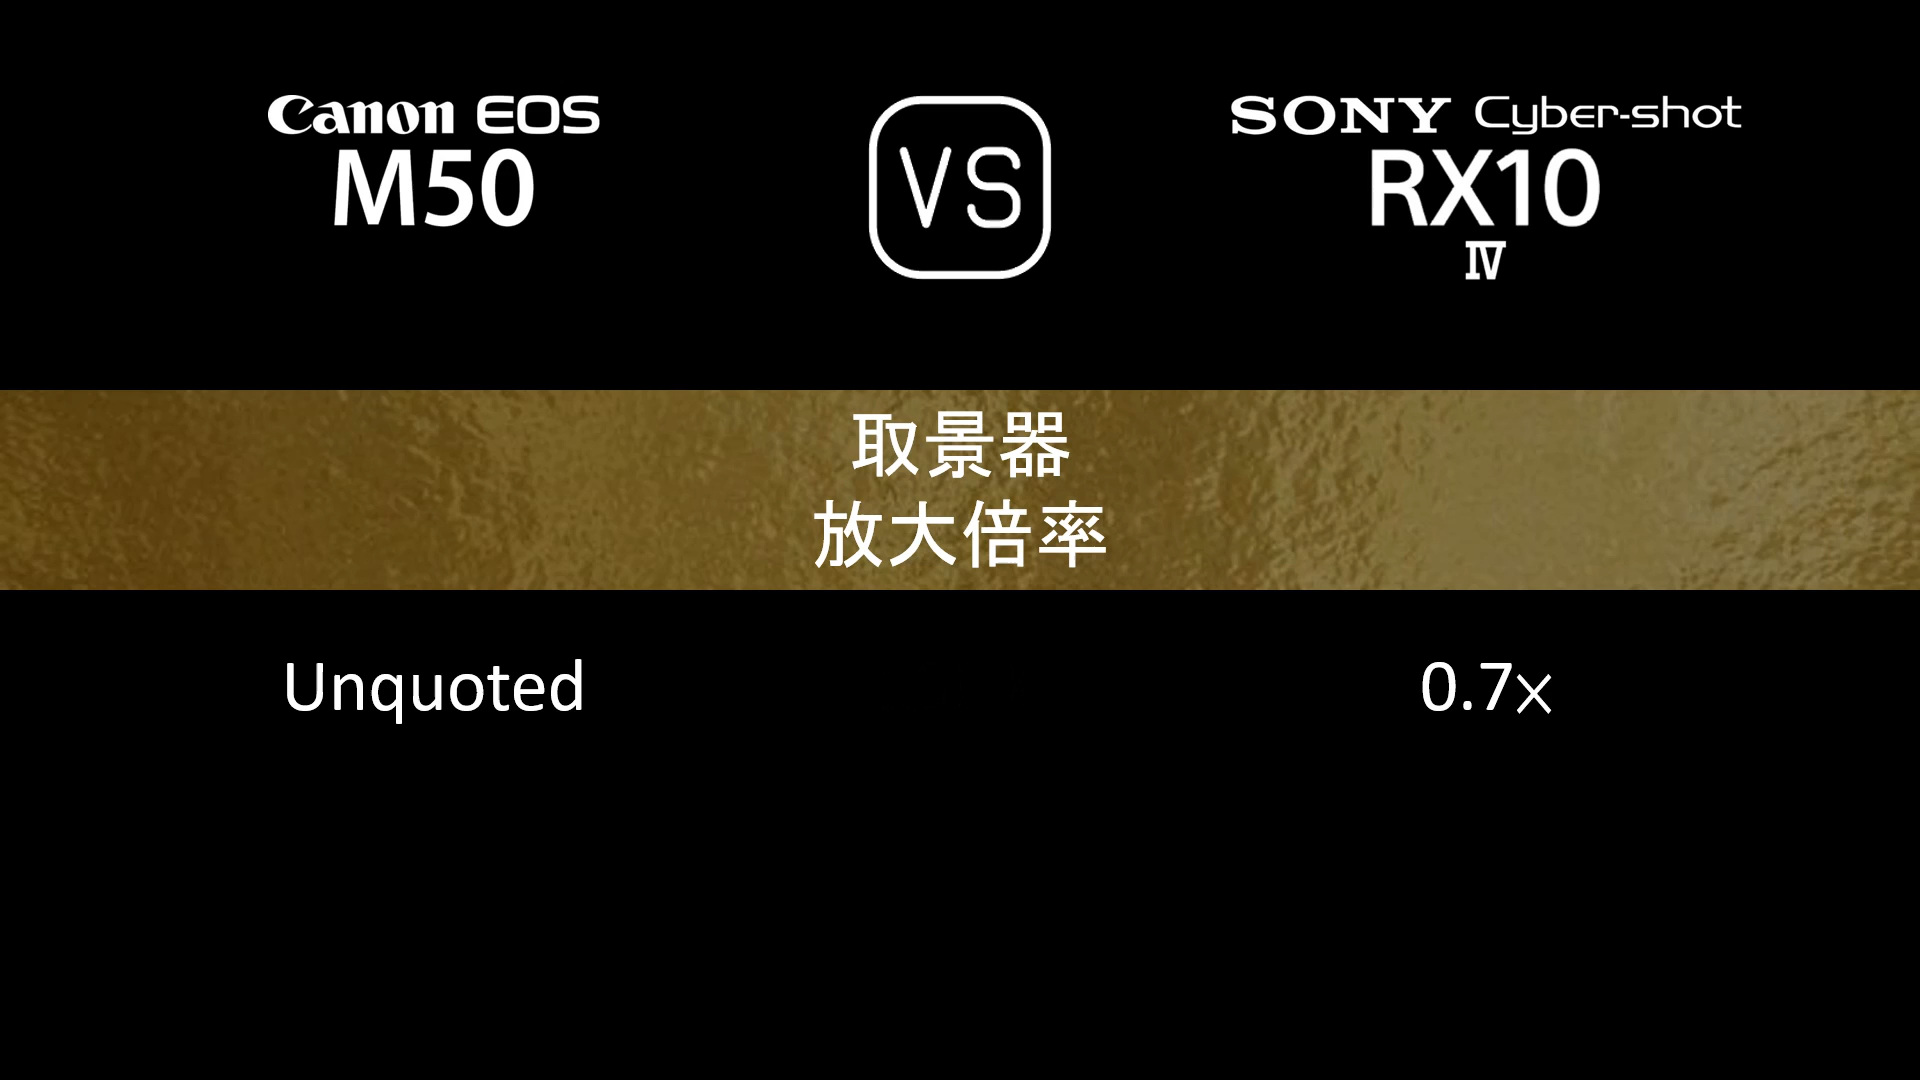 Canon EOS
M50
VS
SONY Cyber-shot
RX10
IV
取景器
放大倍率
Unquoted
0.7x